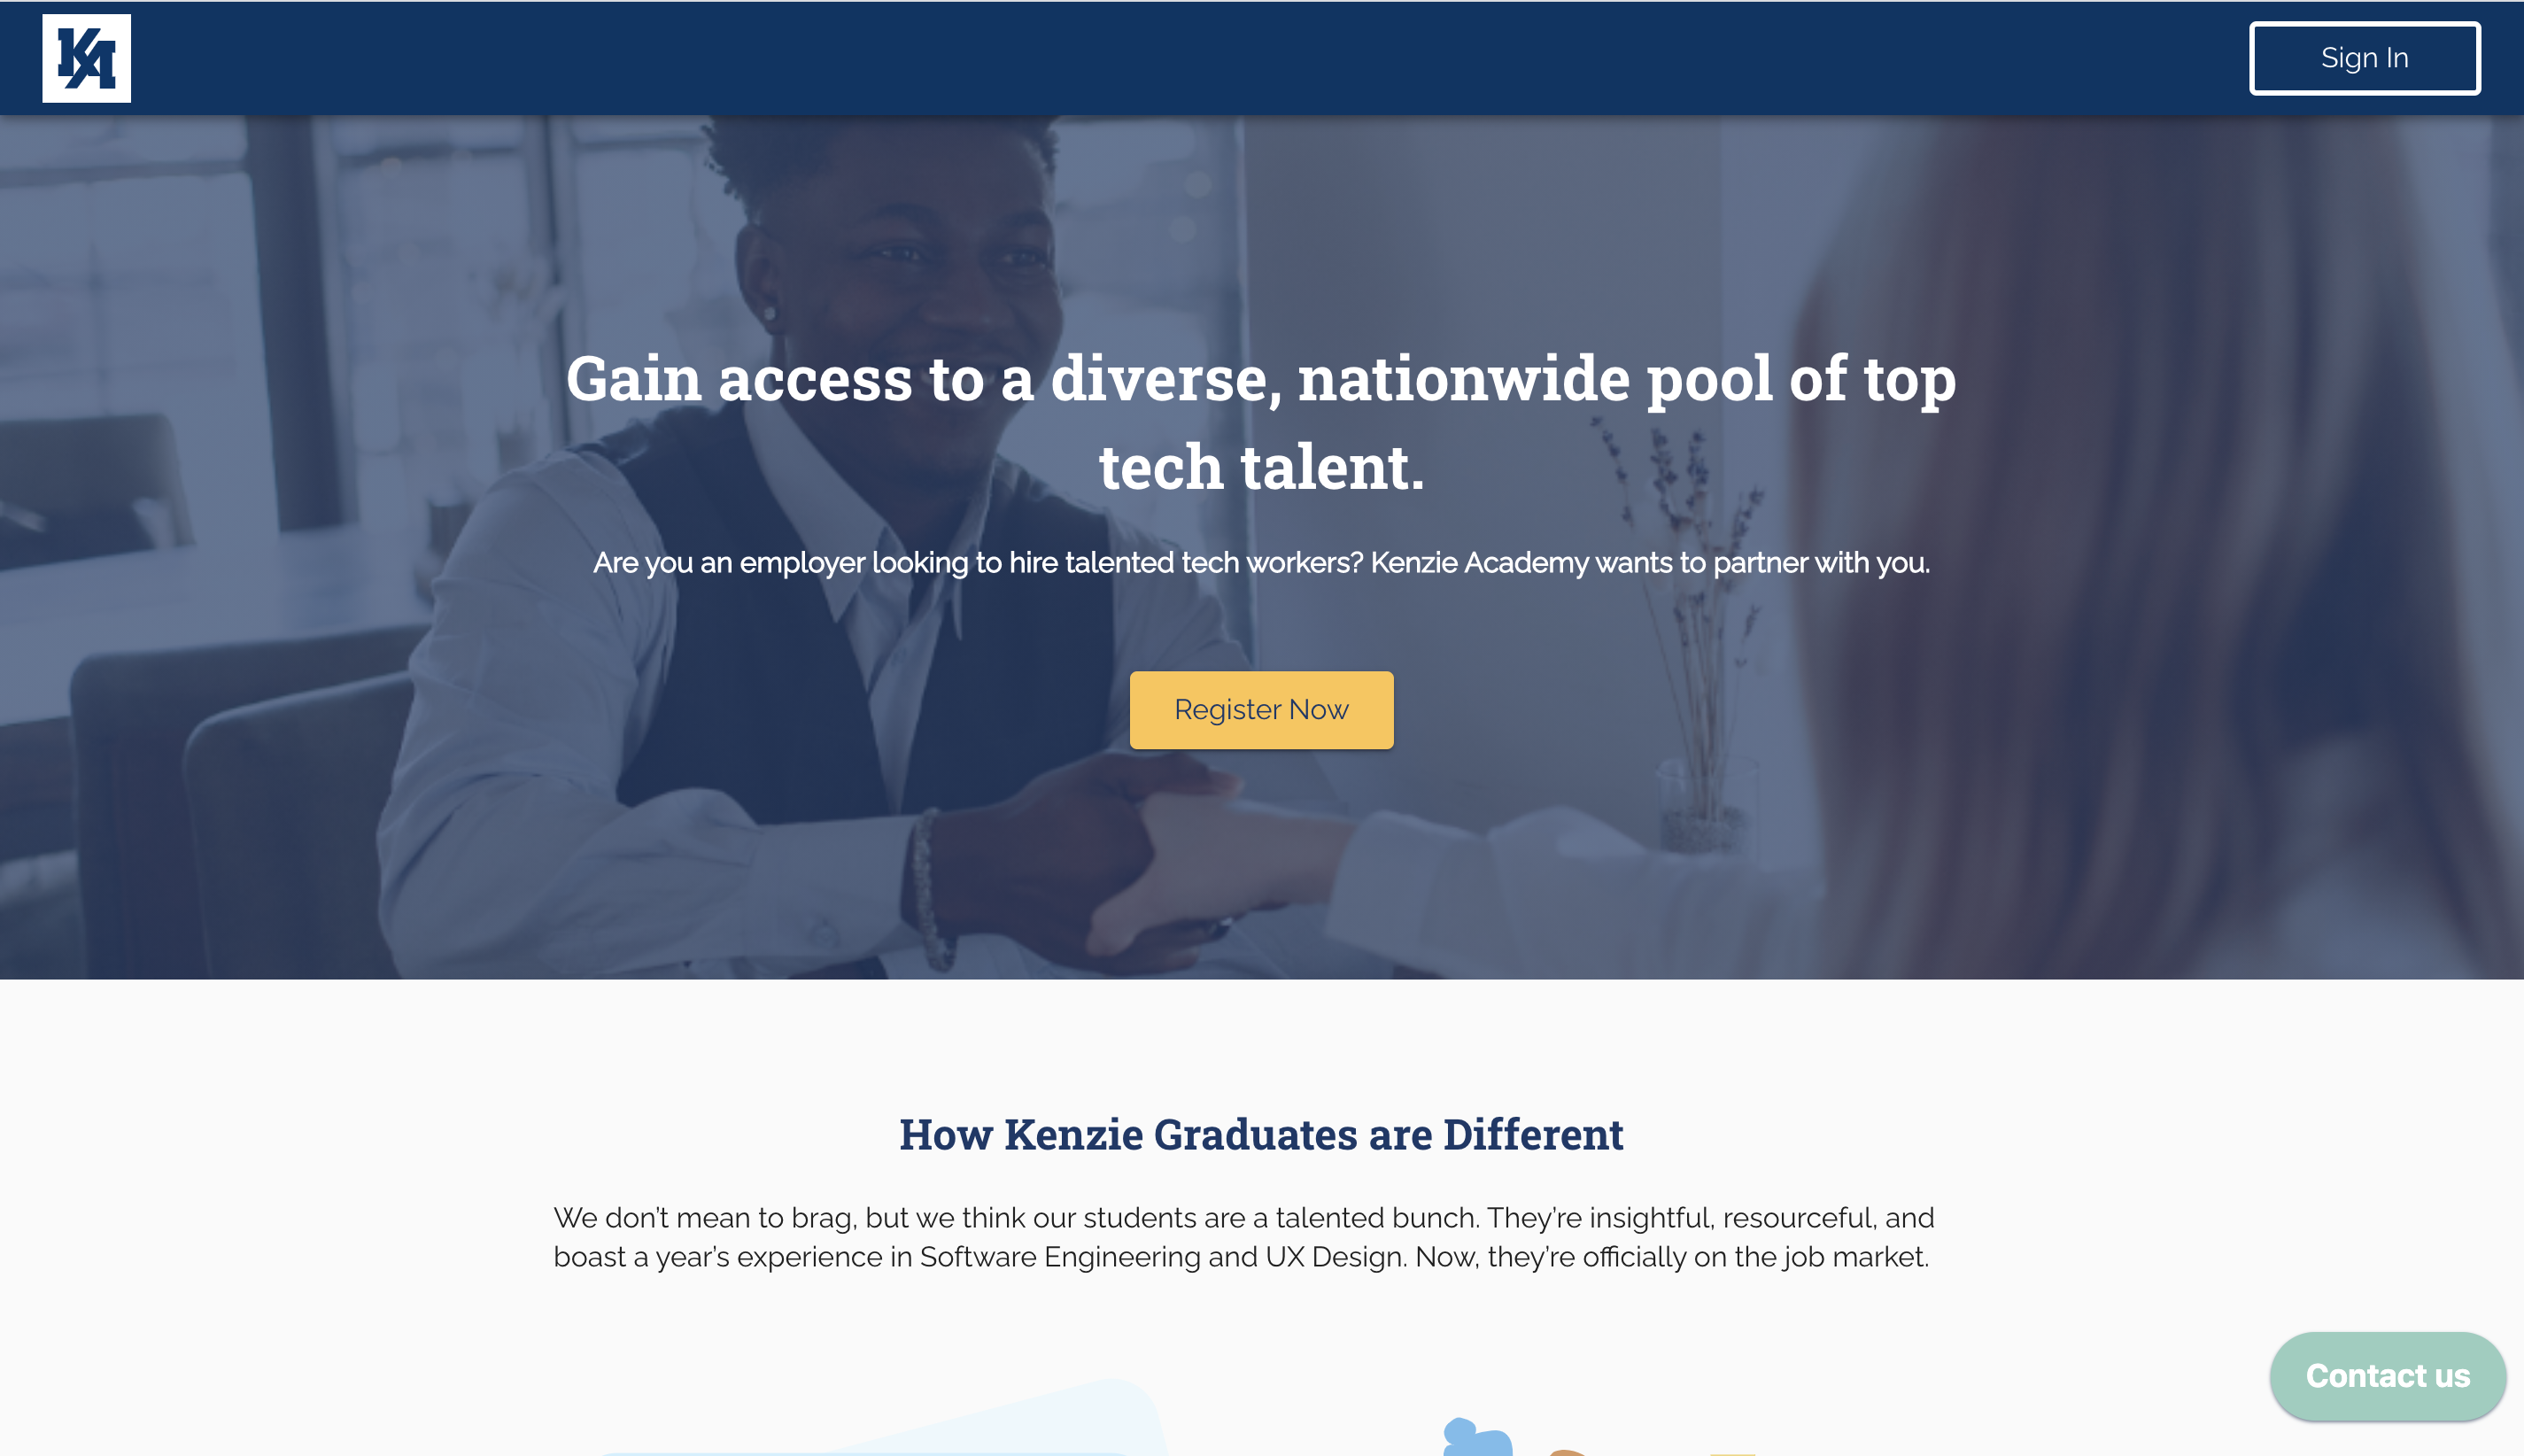 KA
Sign In
Gain access to a diverse, nationwide pool of top
tech talent.
Are you an employer looking to hire talented tech workers? Kenzie Academy wants to partner with you.
Register Now
How Kenzie Graduates are Different
We don’t mean to brag, but we think our students are a talented bunch. They’re insightful, resourceful, and
boast a year’s experience in Software Engineering and UX Design. Now, they’re officially on the job market.
Contact us